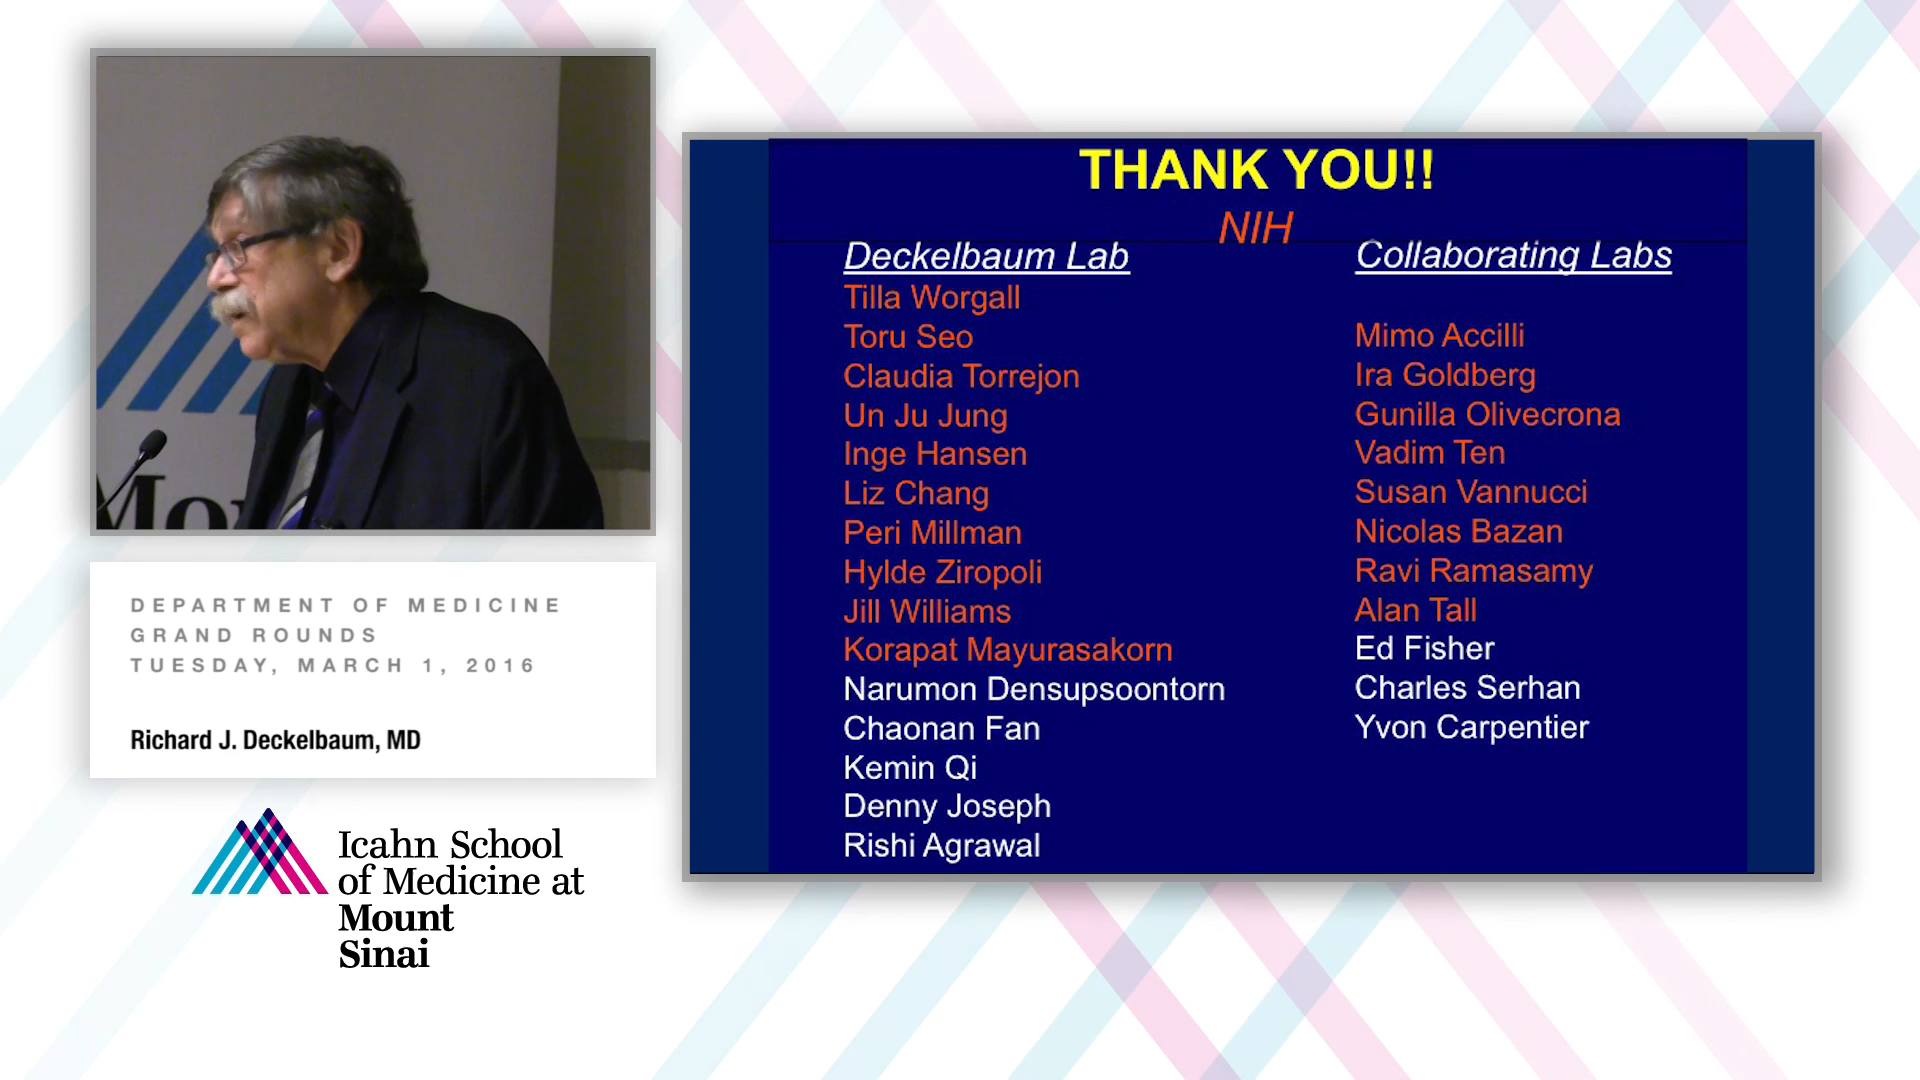 DEPARTMENT OF MEDICINE
GRAND ROUNDS
TUESDAY, MARCH 1, 2016
Richard J. Deckelbaum, MD
Icahn School
of Medicine at
Mount
Sinai
THANK YOU!!
NIH
Deckelbaum Lab
Tilla Worgall
Toru Seo
Claudia Torrejon
Un Ju Jung
Inge Hansen
Liz Chang
Peri Millman
Hylde Ziropoli
Jill Williams
Korapat Mayurasakorn
Narumon Densupsoontorn
Chaonan Fan
Kemin Qi
Denny Joseph
Rishi Agrawal
Collaborating Labs
Mimo Accilli
Ira Goldberg
Gunilla Olivecrona
Vadim Ten
Susan Vannucci
Nicolas Bazan
Ravi Ramasamy
Alan Tall
Ed Fisher
Charles Serhan
Yvon Carpentier